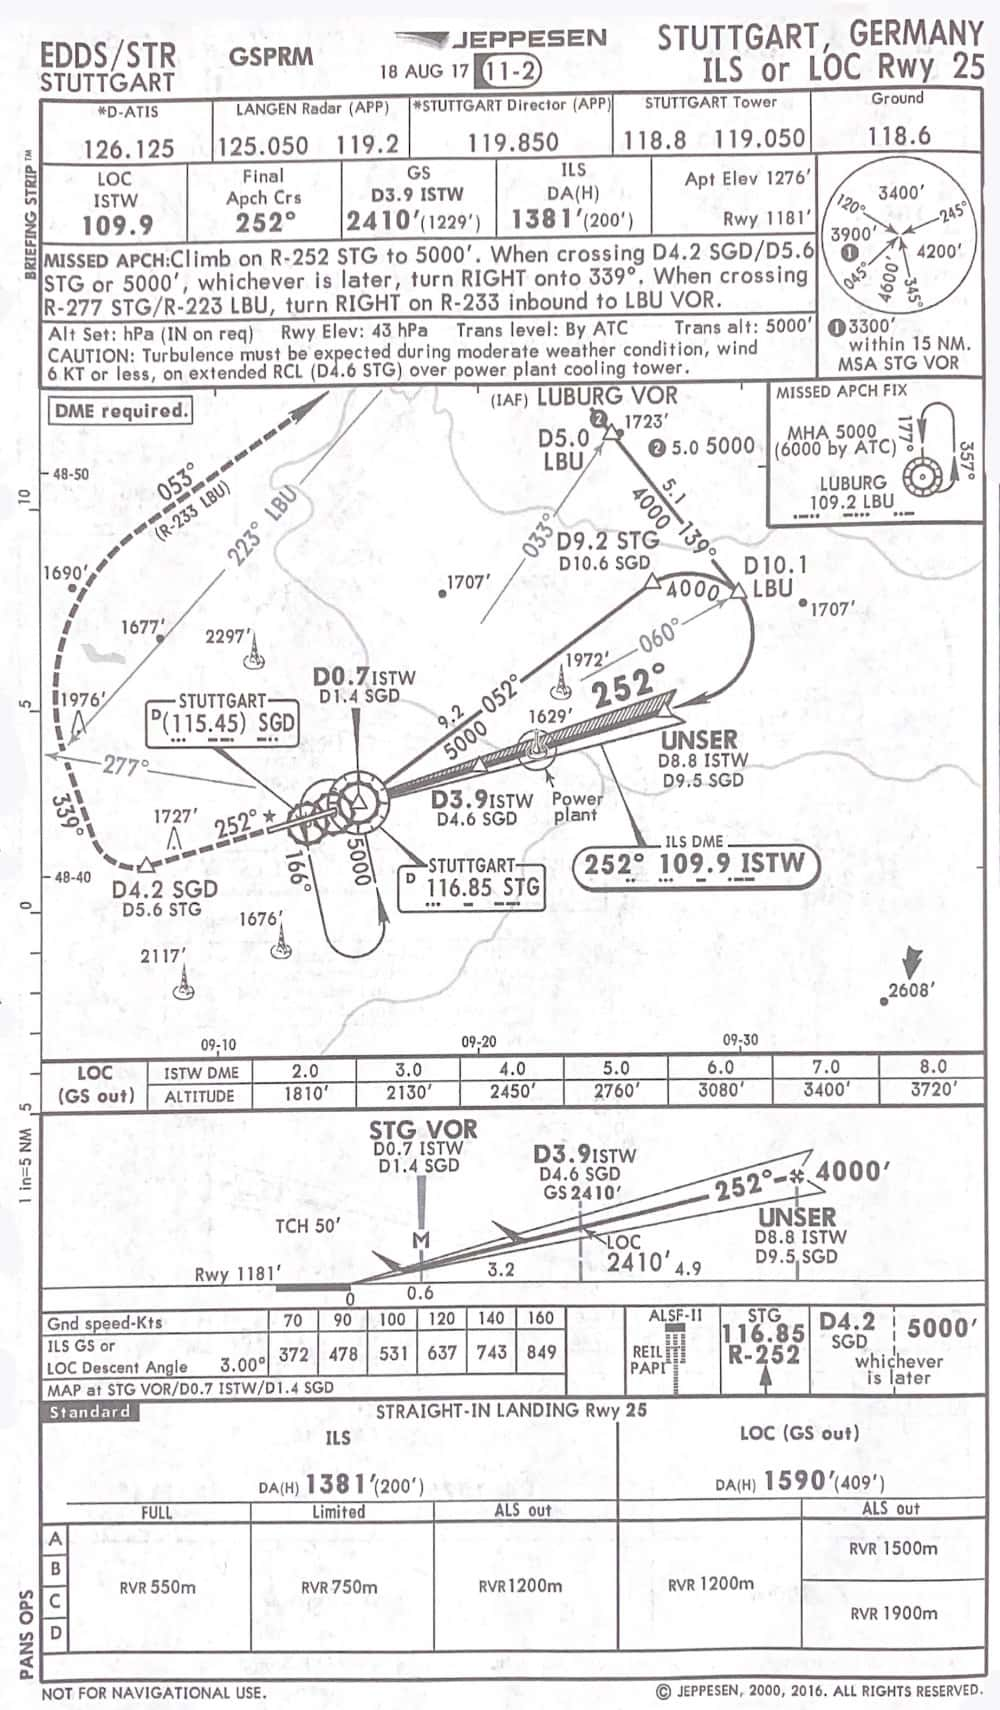 EDDS/STR
STUTTGART
GSPRM
JEPPESEN
18 AUG 17 (11-2)
STUTTGART, GERMANY
ILS or LOC Rwy 25
BRIEFING STRIP™
*D-ATIS
126.125
LANGEN Radar (APP)
125.050 119.2
*STUTTGART Director (APP)
119.850
STUTTGART Tower
118.8 119.050
Ground
118.6
LOC
ISTW
109.9
Final
Apch Crs
252°
GS
D3.9 ISTW
2410'(1229')
ILS
DA(H)
1381'(200')
Apt Elev 1276'
Rwy 1181'
MISSED APCH:Climb on R-252 STG to 5000'. When crossing D4.2 SGD/D5.6
STG or 5000', whichever is later, turn RIGHT onto 339°. When crossing
R-277 STG/R-223 LBU, turn RIGHT on R-233 inbound to LBU VOR.
Alt Set: hPa (IN on req) Rwy Elev: 43 hPa Trans level: By ATC Trans alt: 5000'
CAUTION: Turbulence must be expected during moderate weather condition, wind
6 KT or less, on extended RCL (D4.6 STG) over power plant cooling tower.
3400'
120°
245°
3900'
1
4200'
045°
4600'
345°
1 3300'
within 15 NM.
MSA STG VOR
DME required.
(IAF) LUBURG VOR
2
1723'
D5.0
LBU
2 5.0 5000
MISSED APCH FIX
MHA 5000
(6000 by ATC)
177°
357°
LUBURG
109.2 LBU
48-50
10
053°
(R-233 LBU)
223° LBU
033°
5.1
4000
139°
D9.2 STG
D10.6 SGD
4000
D10.1
LBU
1690'
1707'
1707'
1677'
2297'
060°
1972'
D0.7ISTW
D1.4 SGD
052°
252°
9.2
5000
1629'
5
1976'
STUTTGART
D (115.45) SGD
UNSER
D8.8 ISTW
D9.5 SGD
277°
D3.9ISTW
D4.6 SGD
Power
plant
339°
1727'
252°
166°
5000
STUTTGART
D 116.85 STG
ILS DME
252° 109.9 ISTW
48-40
0
D4.2 SGD
D5.6 STG
1676'
2117'
2608'
09-10
09-20
09-30
5
1 in=5 NM
LOC
(GS out)
ISTW DME 2.0 3.0 4.0 5.0 6.0 7.0 8.0
ALTITUDE 1810' 2130' 2450' 2760' 3080' 3400' 3720'
STG VOR
D0.7 ISTW
D1.4 SGD
D3.9ISTW
D4.6 SGD
GS 2410'
252°
4000'
UNSER
D8.8 ISTW
D9.5 SGD
TCH 50'
M
LOC
2410'
4.9
3.2
Rwy 1181'
0
0.6
Gnd speed-Kts 70 90 100 120 140 160
ILS GS or
LOC Descent Angle 3.00° 372 478 531 637 743 849
MAP at STG VOR/D0.7 ISTW/D1.4 SGD
ALSF-II
REIL
PAPI
STG
116.85
R-252
D4.2
SGD
5000'
whichever
is later
Standard
STRAIGHT-IN LANDING Rwy 25
ILS
LOC (GS out)
DA(H) 1381'(200')
DA(H) 1590'(409')
FULL
Limited
ALS out
ALS out
A
B
C
D
RVR 550m
RVR 750m
RVR 1200m
RVR 1200m
RVR 1500m
RVR 1900m
PANS OPS
NOT FOR NAVIGATIONAL USE.
© JEPPESEN, 2000, 2016. ALL RIGHTS RESERVED.